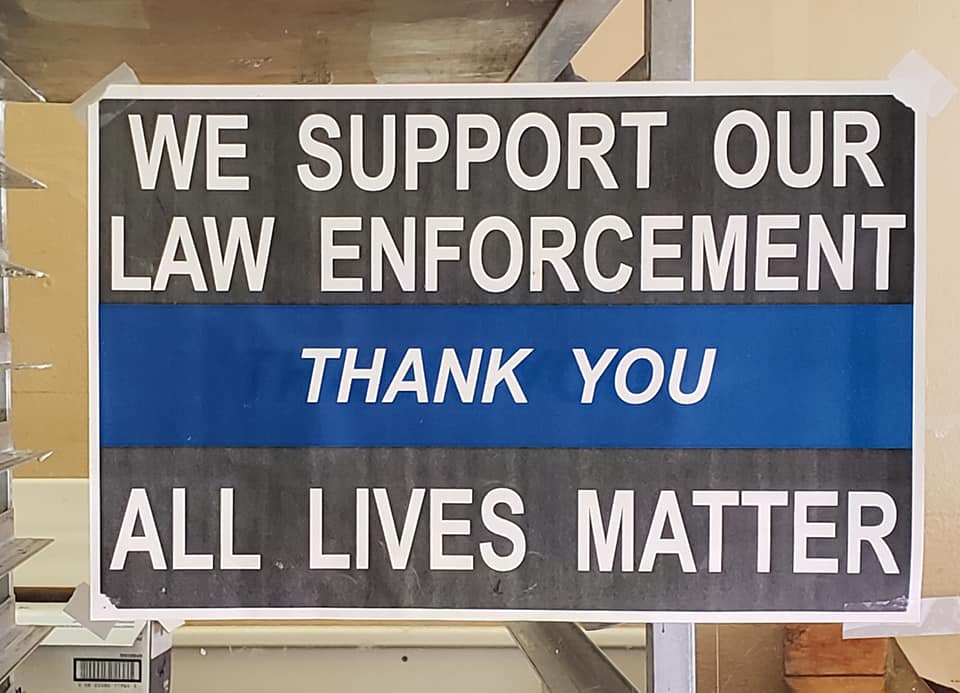 WE SUPPORT OUR
LAW ENFORCEMENT
THANK YOU
ALL LIVES MATTER